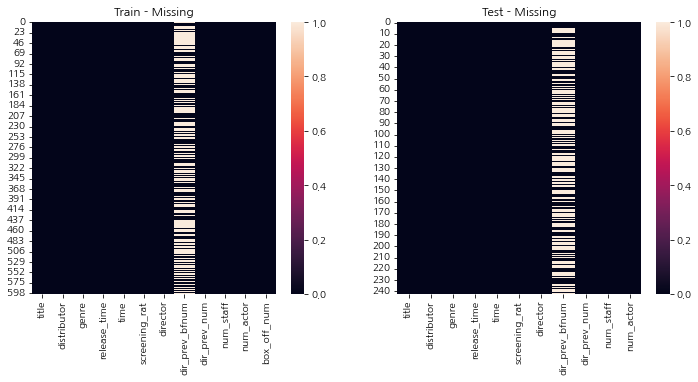 Train - Missing
0
23
46
69
92
115
138
161
184
207
230
253
276
299
322
345
368
391
414
437
460
483
506
529
552
575
598
title
distributor
genre
release_time
time
screening_rat
director
dir_prev_bfnum
dir_prev_num
num_staff
num_actor
box_off_num
1,0
0,8
0,6
0,4
0,2
0,0
Test - Missing
0
10
20
30
40
50
60
70
80
90
100
110
120
130
140
150
160
170
180
190
200
210
220
230
240
title
distributor
genre
release_time
time
screening_rat
director
dir_prev_bfnum
dir_prev_num
num_staff
num_actor
1,0
0,8
0,6
0,4
0,2
0,0